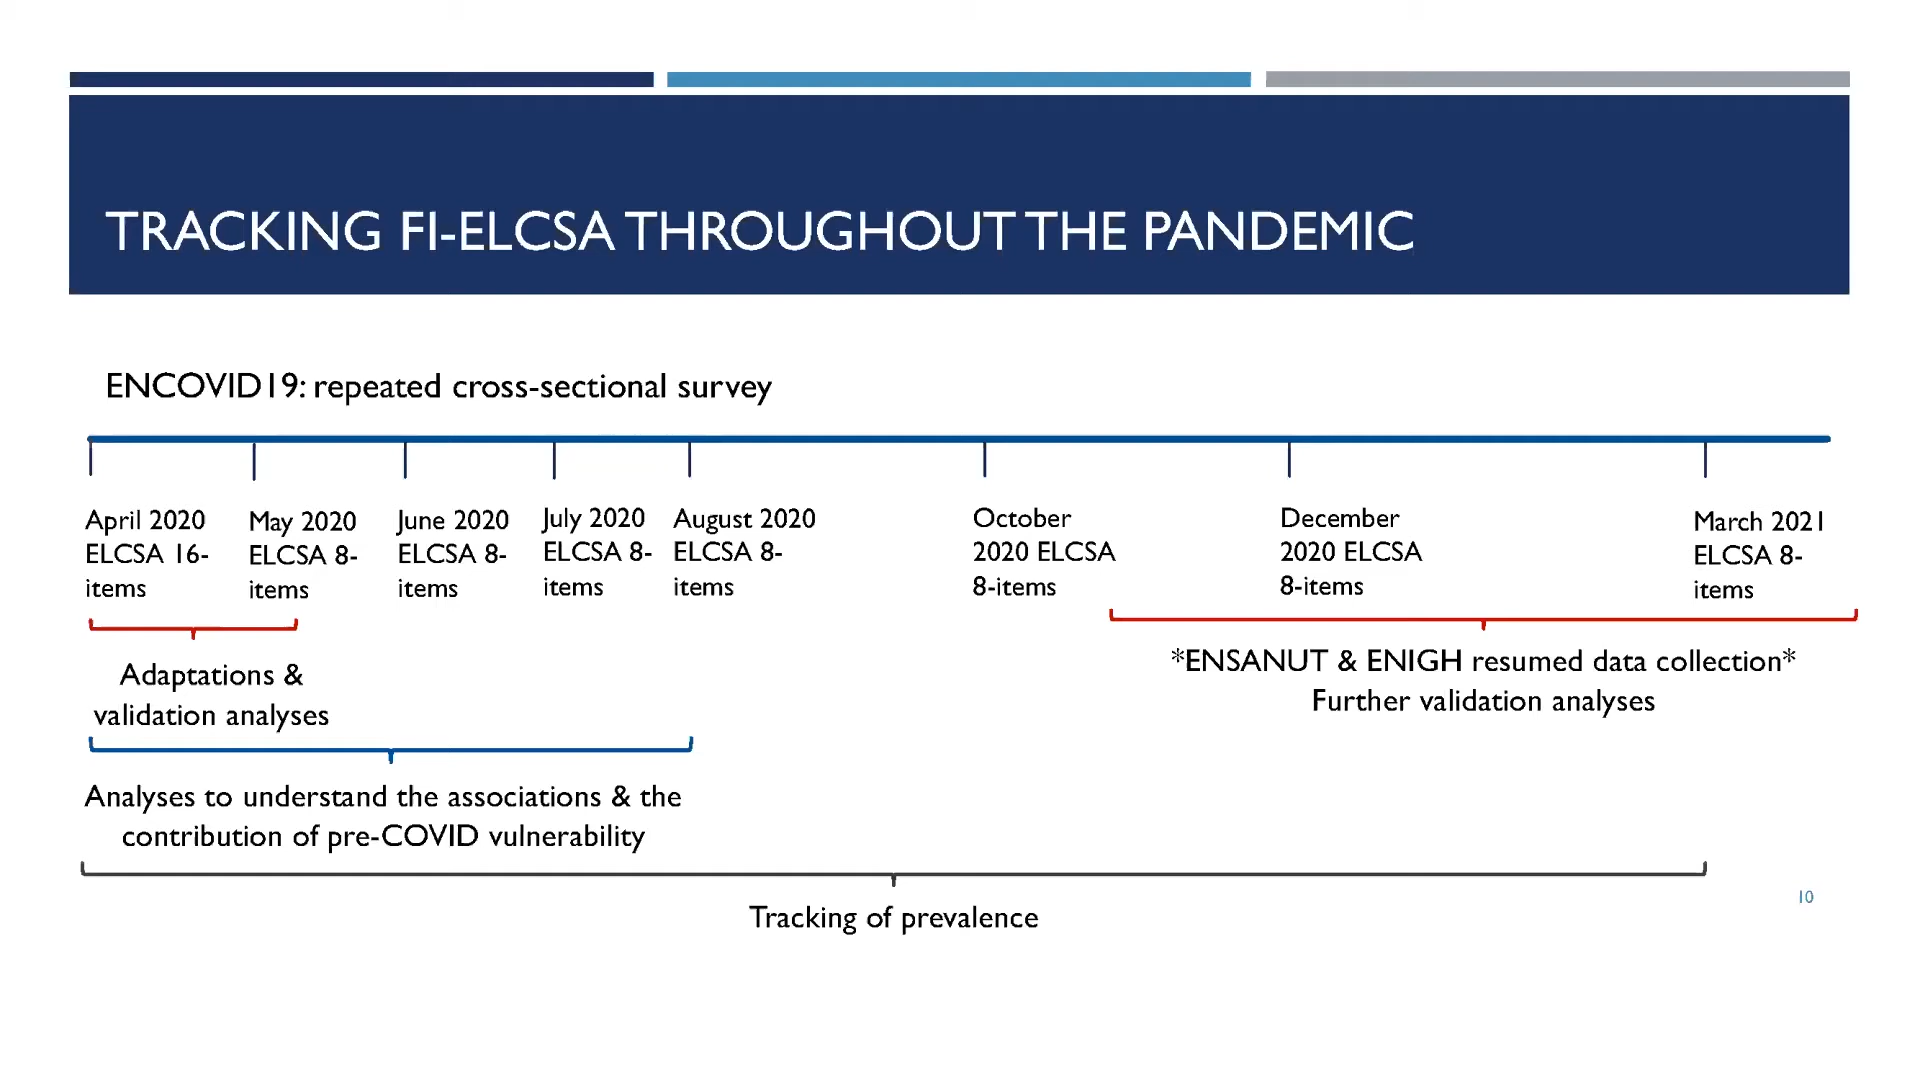 TRACKING FI-ELCSA THROUGHOUT THE PANDEMIC
ENCOVID19: repeated cross-sectional survey
April 2020
ELCSA 16-
items
May 2020
ELCSA 8-
items
June 2020
ELCSA 8-
items
July 2020
ELCSA 8-
items
August 2020
ELCSA 8-
items
October
2020 ELCSA
8-items
December
2020 ELCSA
8-items
March 2021
ELCSA 8-
items
Adaptations &
validation analyses
*ENSANUT & ENIGH resumed data collection*
Further validation analyses
Analyses to understand the associations & the
contribution of pre-COVID vulnerability
Tracking of prevalence
10